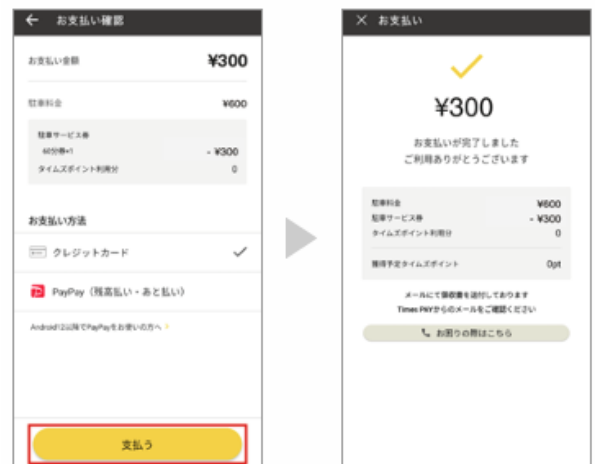 ← お支払い確認
お支払い金額 ¥300
駐車料金 ¥600
駐車サービス券
60分券×1 - ¥300
タイムズポイント利用分 0
お支払い方法
クレジットカード
PayPay（残高払い・あと払い）
Android12以降でPayPayをお使いの方へ
支払う
× お支払い
¥300
お支払いが完了しました
ご利用ありがとうございます
駐車料金 ¥600
駐車サービス券 - ¥300
タイムズポイント利用分 0
獲得予定タイムズポイント 0pt
メールにて領収書を送付しております
Times PAYからのメールをご確認ください
お困りの際はこちら